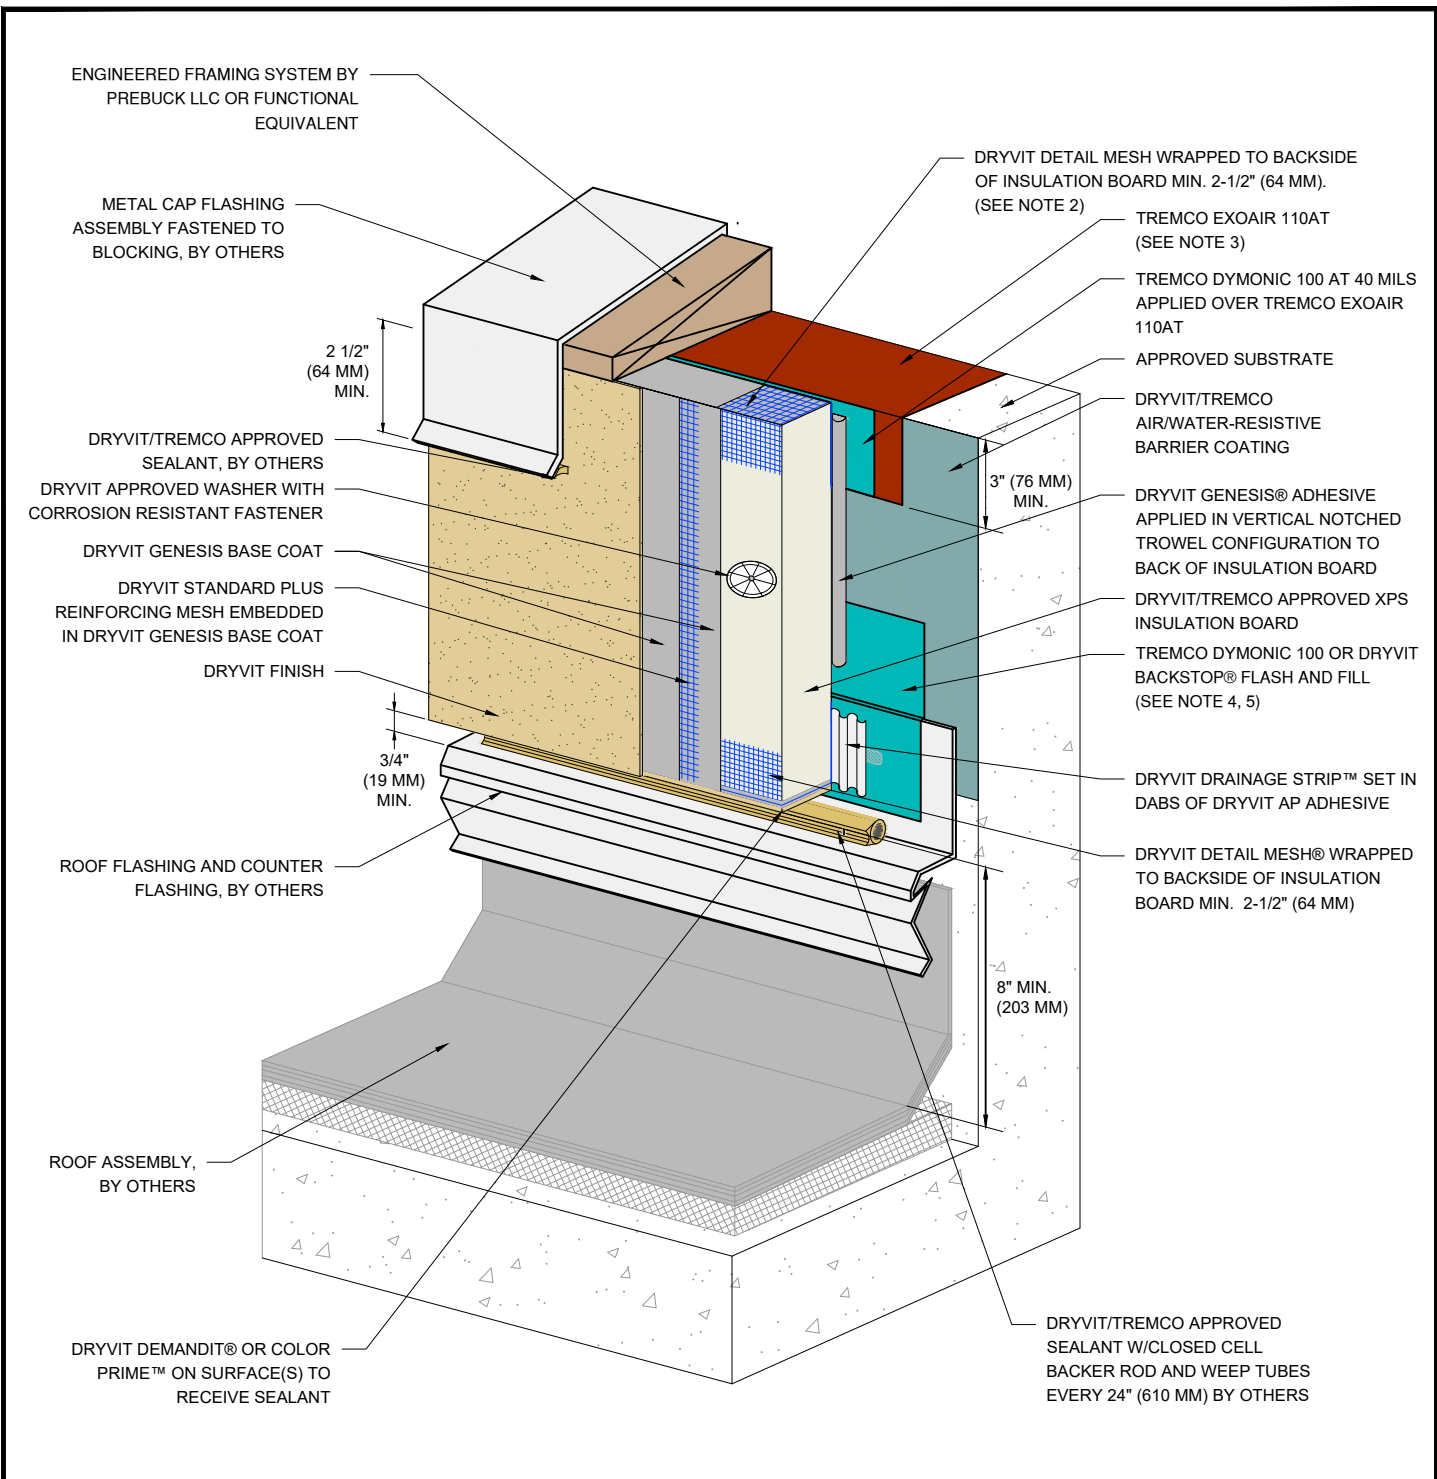 ENGINEERED FRAMING SYSTEM BY
PREBUCK LLC OR FUNCTIONAL
EQUIVALENT
METAL CAP FLASHING
ASSEMBLY FASTENED TO
BLOCKING, BY OTHERS
2 1/2"
(64 MM)
MIN.
DRYVIT/TREMCO APPROVED
SEALANT, BY OTHERS
DRYVIT APPROVED WASHER WITH
CORROSION RESISTANT FASTENER
DRYVIT GENESIS BASE COAT
DRYVIT STANDARD PLUS
REINFORCING MESH EMBEDDED
IN DRYVIT GENESIS BASE COAT
DRYVIT FINISH
3/4"
(19 MM)
MIN.
ROOF FLASHING AND COUNTER
FLASHING, BY OTHERS
ROOF ASSEMBLY,
BY OTHERS
DRYVIT DEMANDIT® OR COLOR
PRIME™ ON SURFACE(S) TO
RECEIVE SEALANT
DRYVIT DETAIL MESH WRAPPED TO BACKSIDE
OF INSULATION BOARD MIN. 2-1/2" (64 MM).
(SEE NOTE 2)
TREMCO EXOAIR 110AT
(SEE NOTE 3)
TREMCO DYMONIC 100 AT 40 MILS
APPLIED OVER TREMCO EXOAIR
110AT
APPROVED SUBSTRATE
DRYVIT/TREMCO
AIR/WATER-RESISTIVE
BARRIER COATING
3" (76 MM)
MIN.
DRYVIT GENESIS® ADHESIVE
APPLIED IN VERTICAL NOTCHED
TROWEL CONFIGURATION TO
BACK OF INSULATION BOARD
DRYVIT/TREMCO APPROVED XPS
INSULATION BOARD
TREMCO DYMONIC 100 OR DRYVIT
BACKSTOP® FLASH AND FILL
(SEE NOTE 4, 5)
DRYVIT DRAINAGE STRIP™ SET IN
DABS OF DRYVIT AP ADHESIVE
DRYVIT DETAIL MESH® WRAPPED
TO BACKSIDE OF INSULATION
BOARD MIN. 2-1/2" (64 MM)
8" MIN.
(203 MM)
DRYVIT/TREMCO APPROVED
SEALANT W/CLOSED CELL
BACKER ROD AND WEEP TUBES
EVERY 24" (610 MM) BY OTHERS